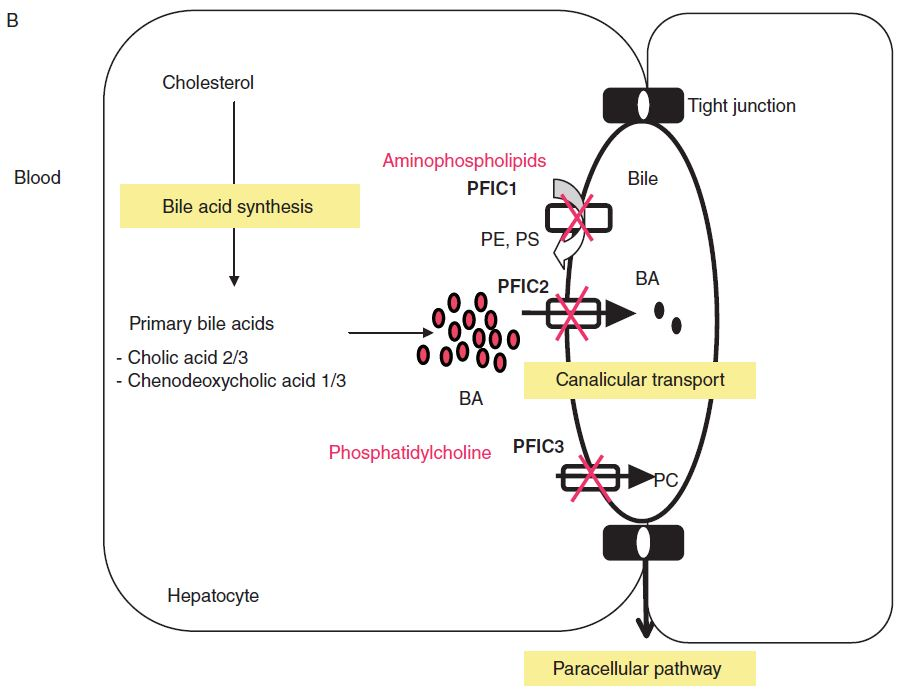 B
Cholesterol
Tight junction
Aminophospholipids
Blood
PFIC1
Bile
Bile acid synthesis
PE, PS
PFIC2
BA
Primary bile acids
- Cholic acid 2/3
- Chenodeoxycholic acid 1/3
Canalicular transport
BA
Phosphatidylcholine
PFIC3
PC
Hepatocyte
Paracellular pathway